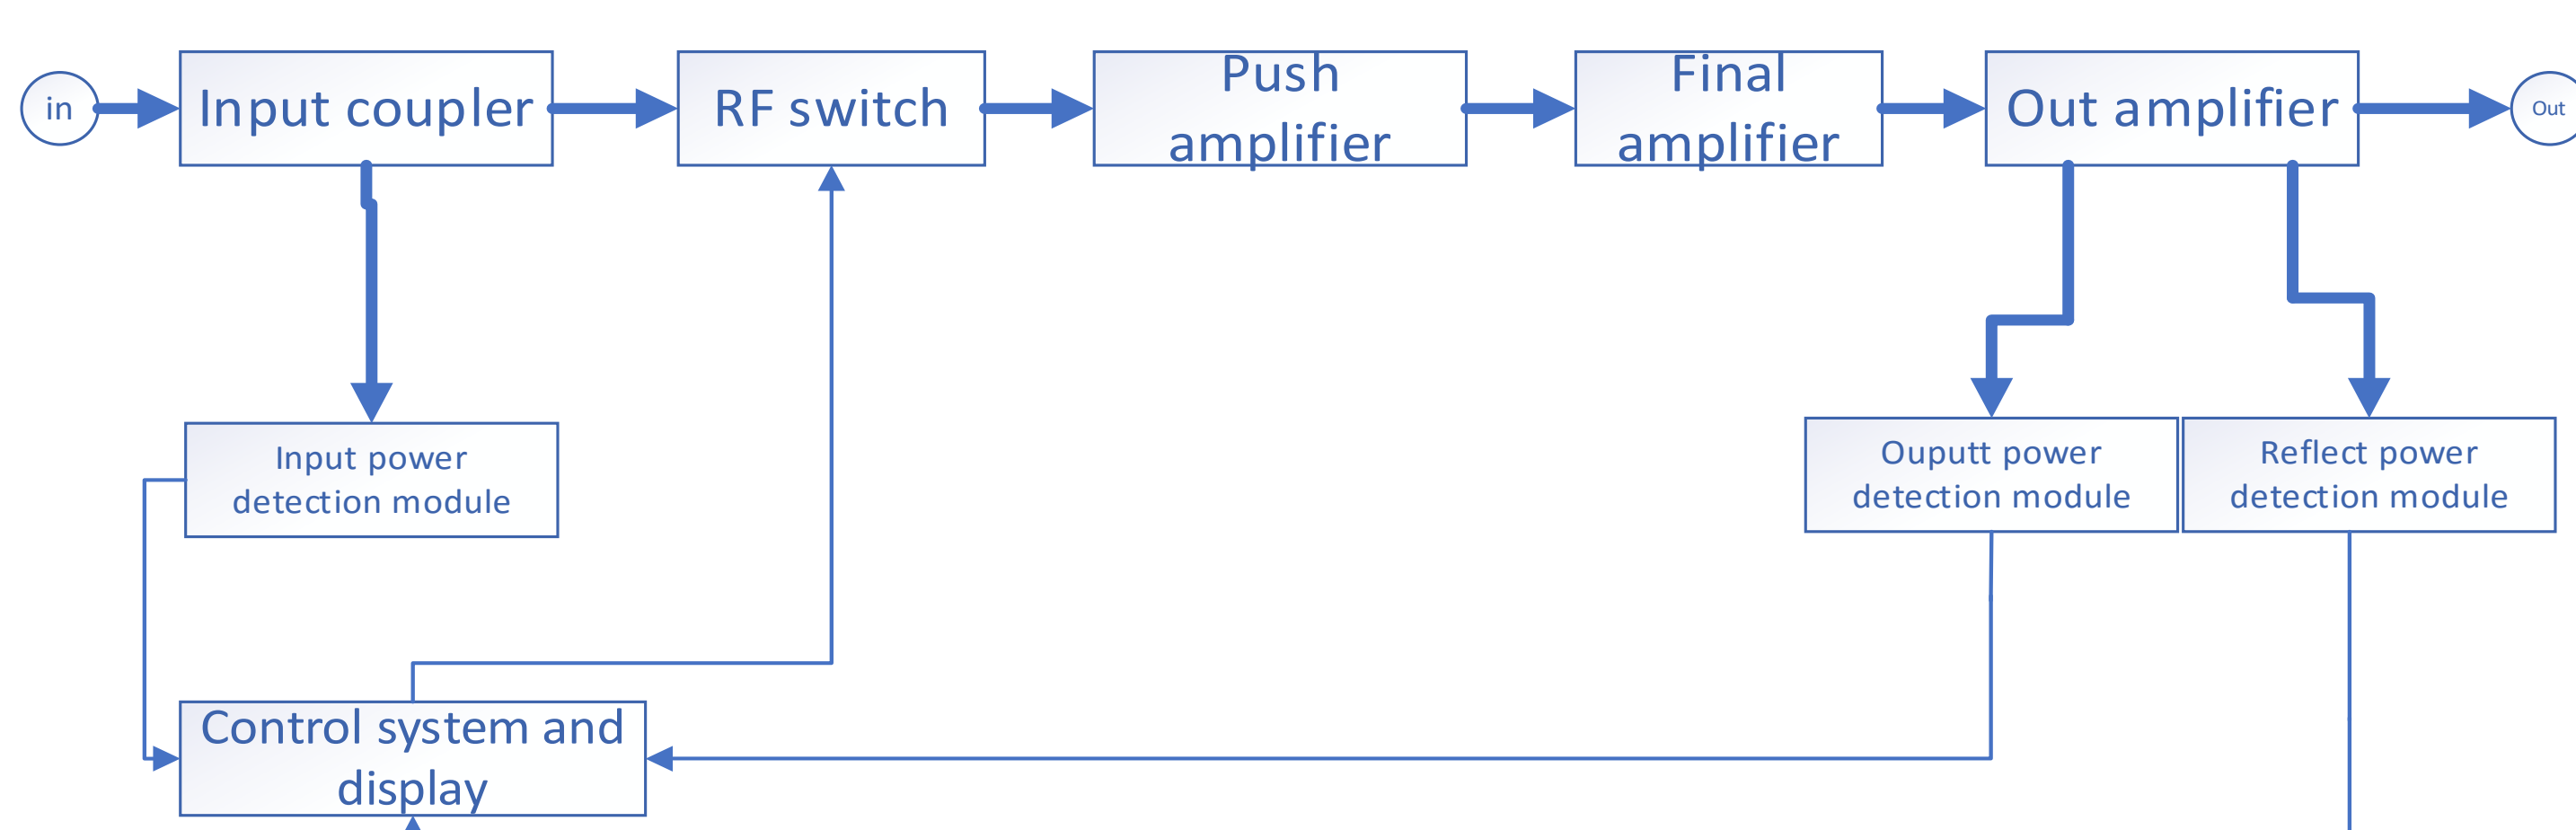 in
Input coupler
RF switch
Push
amplifier
Final
amplifier
Out amplifier
Out
Input power
detection module
Ouputt power
detection module
Reflect power
detection module
Control system and
display